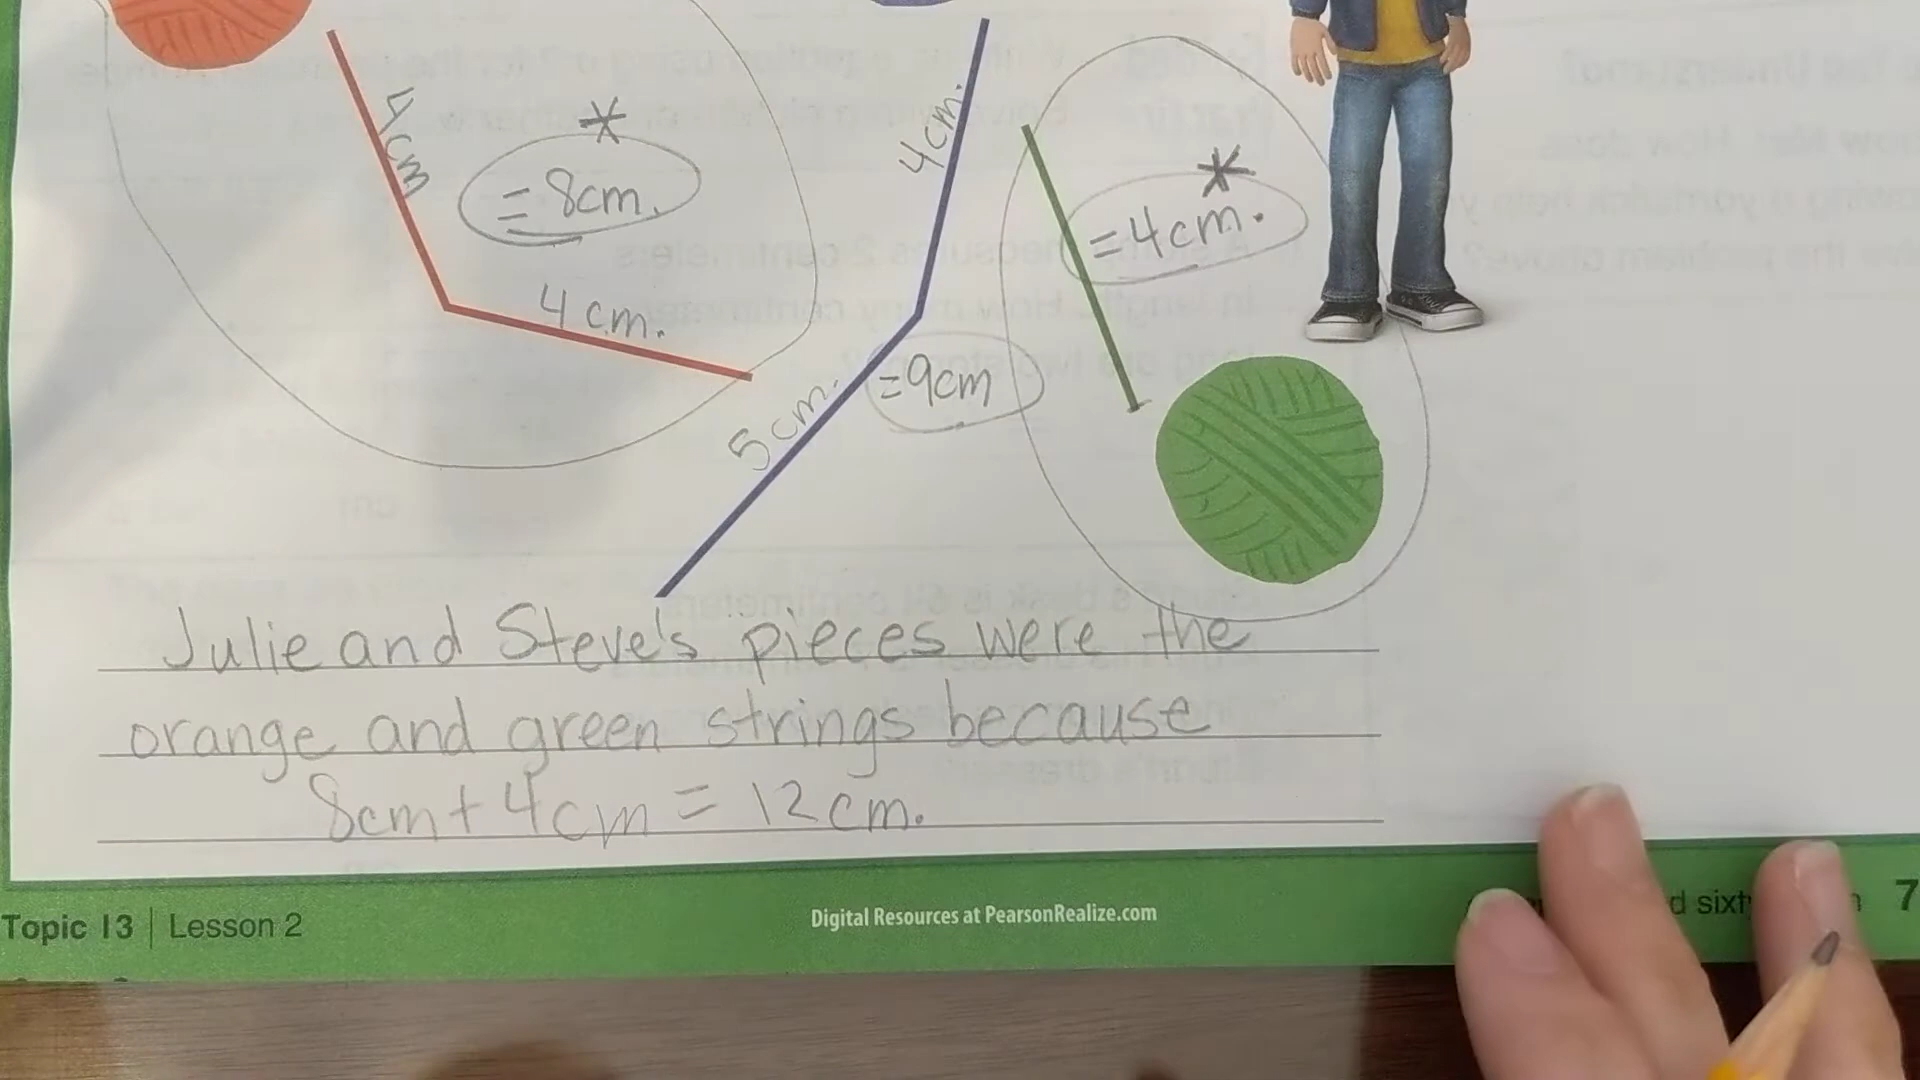 4cm
= 8cm.
4 cm.
4cm.
= 4cm.
= 9cm
5cm.
Julie and Steve's pieces were the
orange and green strings because
8cm + 4cm = 12cm.
Topic 13 | Lesson 2
Digital Resources at PearsonRealize.com
7